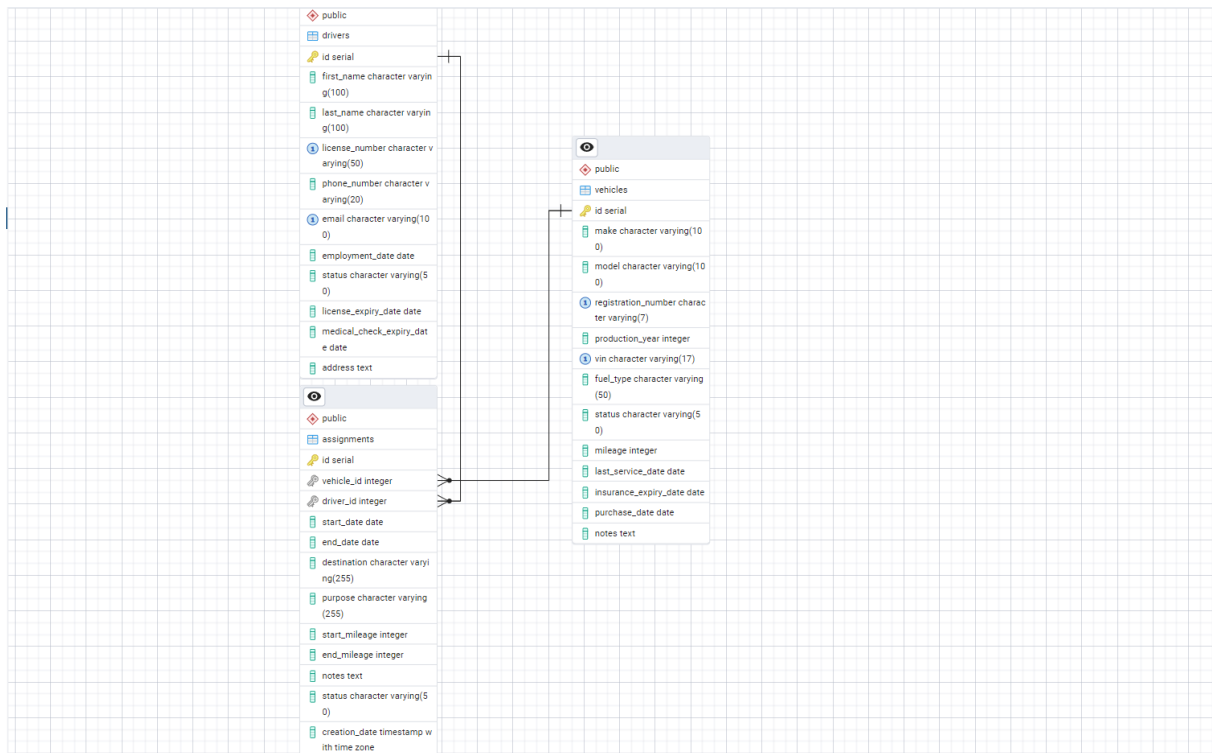 public
drivers
id serial
first_name character varyin
g(100)
last_name character varyin
g(100)
license_number character v
arying(50)
phone_number character v
arying(20)
email character varying(10
0)
employment_date date
status character varying(5
0)
license_expiry_date date
medical_check_expiry_dat
e date
address text
public
assignments
id serial
vehicle_id integer
driver_id integer
start_date date
end_date date
destination character varyi
ng(255)
purpose character varying
(255)
start_mileage integer
end_mileage integer
notes text
status character varying(5
0)
creation_date timestamp w
ith time zone
public
vehicles
id serial
make character varying(10
0)
model character varying(10
0)
registration_number charac
ter varying(7)
production_year integer
vin character varying(17)
fuel_type character varying
(50)
status character varying(5
0)
mileage integer
last_service_date date
insurance_expiry_date date
purchase_date date
notes text